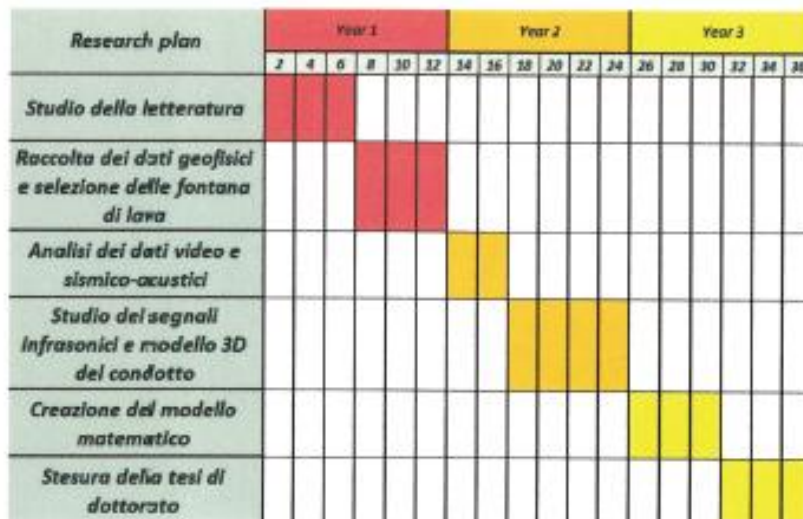 Research plan
Year 1
Year 2
Year 3
2 4 6 8 10 12 14 16 18 20 22 24 26 28 30 32 34 36
Studio della letteratura
Raccolta dei dati geofisici
e selezione delle fontana
di lava
Analisi dei dati video e
sismico-acustici
Studio dei segnali
infrasonici e modello 3D
del condotto
Creazione del modello
matematico
Stesura della tesi di
dottorato